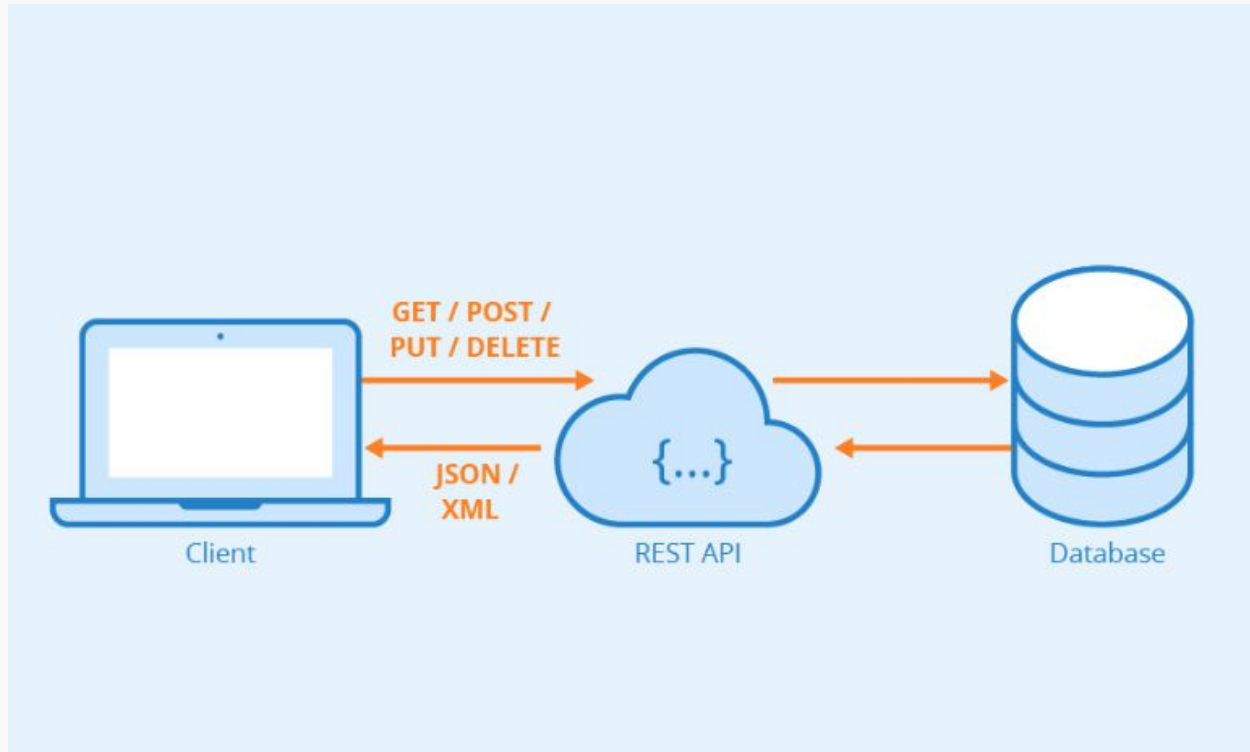 GET / POST /
PUT / DELETE
{...}
JSON /
XML
Client
REST API
Database